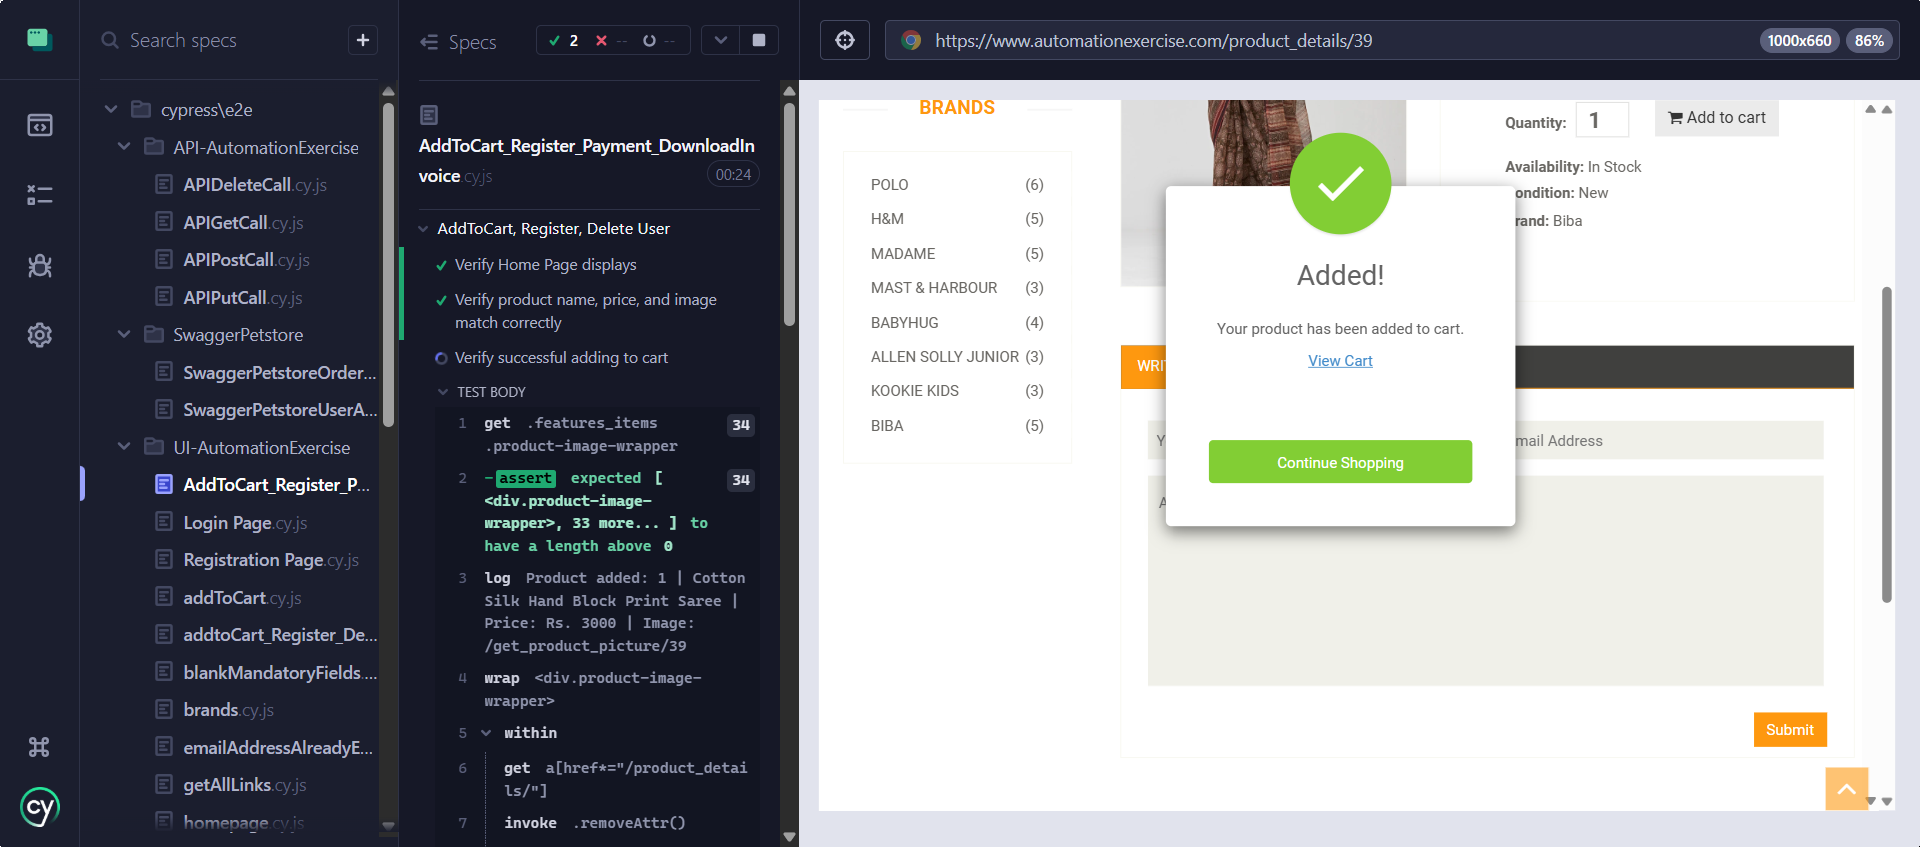 Search specs
+
cypress\e2e
API-AutomationExercise
APIDeleteCall.cy.js
APIGetCall.cy.js
APIPostCall.cy.js
APIPutCall.cy.js
SwaggerPetstore
SwaggerPetstoreOrder...
SwaggerPetstoreUserA...
UI-AutomationExercise
AddToCart_Register_P...
Login Page.cy.js
Registration Page.cy.js
addToCart.cy.js
addtoCart_Register_De...
blankMandatoryFields....
brands.cy.js
emailAddressAlreadyE...
getAllLinks.cy.js
homepage.cy.js
cy
Specs
2 -- --
AddToCart_Register_Payment_DownloadIn
voice.cy.js
00:24
AddToCart, Register, Delete User
Verify Home Page displays
Verify product name, price, and image
match correctly
Verify successful adding to cart
TEST BODY
1 get .features_items 34
.product-image-wrapper
2 -assert expected [ 34
<div.product-image-
wrapper>, 33 more... ] to
have a length above 0
3 log Product added: 1 | Cotton
Silk Hand Block Print Saree |
Price: Rs. 3000 | Image:
/get_product_picture/39
4 wrap <div.product-image-
wrapper>
5 within
6 get a[href*="/product_detai
ls/"]
7 invoke .removeAttr()
https://www.automationexercise.com/product_details/39
1000x660 86%
BRANDS
POLO (6)
H&M (5)
MADAME (5)
MAST & HARBOUR (3)
BABYHUG (4)
ALLEN SOLLY JUNIOR (3)
KOOKIE KIDS (3)
BIBA (5)
Quantity: 1 Add to cart
Availability: In Stock
ondition: New
rand: Biba
Added!
Your product has been added to cart.
View Cart
Continue Shopping
WRI
Y
mail Address
A
Submit